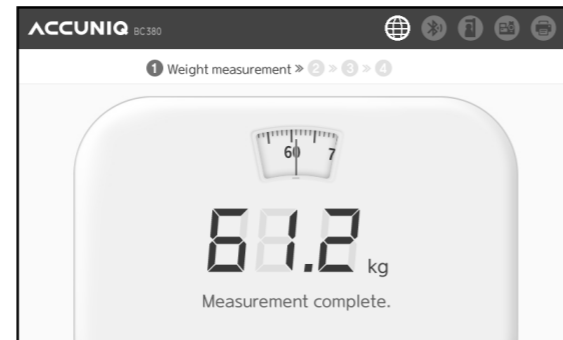 ACCUNIQ BC380
1 Weight measurement » 2 » 3 » 4
60 7
61.2 kg
Measurement complete.